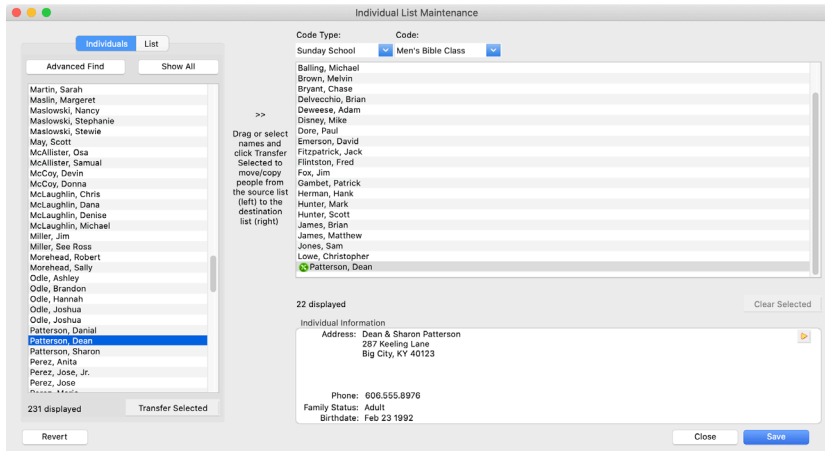 Individual List Maintenance
Individuals List
Advanced Find Show All
Martin, Sarah
Maslin, Margeret
Maslowski, Nancy
Maslowski, Stephanie
Maslowski, Stewie
May, Scott
McAllister, Osa
McAllister, Samual
McCoy, Devin
McCoy, Donna
McLaughlin, Chris
McLaughlin, Dana
McLaughlin, Denise
McLaughlin, Michael
Miller, Jim
Miller, See Ross
Morehead, Robert
Morehead, Sally
Odle, Ashley
Odle, Brandon
Odle, Hannah
Odle, Joshua
Odle, Joshua
Patterson, Danial
Patterson, Dean
Patterson, Sharon
Perez, Anita
Perez, Jose, Jr.
Perez, Jose
231 displayed Transfer Selected
>>
Drag or select
names and
click Transfer
Selected to
move/copy
people from
the source list
(left) to the
destination
list (right)
Code Type: Code:
Sunday School Men's Bible Class
Balling, Michael
Brown, Melvin
Bryant, Chase
Delvecchio, Brian
Deweese, Adam
Disney, Mike
Dore, Paul
Emerson, David
Fitzpatrick, Jack
Flintston, Fred
Fox, Jim
Gambet, Patrick
Herman, Hank
Hunter, Mark
Hunter, Scott
James, Brian
James, Matthew
Jones, Sam
Lowe, Christopher
Patterson, Dean
22 displayed Clear Selected
Individual Information
Address: Dean & Sharon Patterson
287 Keeling Lane
Big City, KY 40123
Phone: 606.555.8976
Family Status: Adult
Birthdate: Feb 23 1992
Revert Close Save